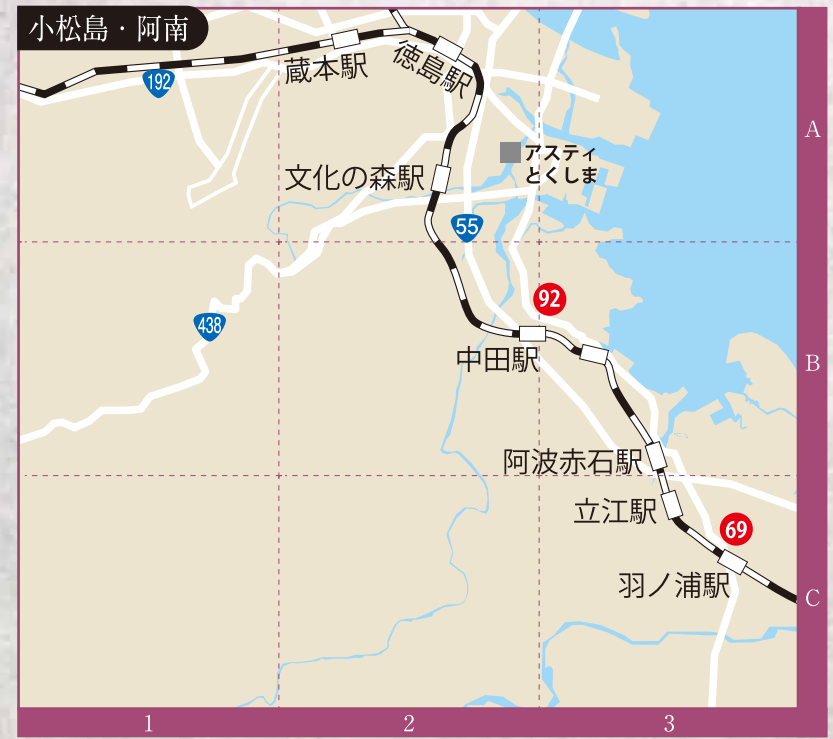 小松島・阿南
蔵本駅
徳島駅
192
アスティ
とくしま
文化の森駅
55
92
438
中田駅
阿波赤石駅
立江駅
69
羽ノ浦駅
A
B
C
1
2
3